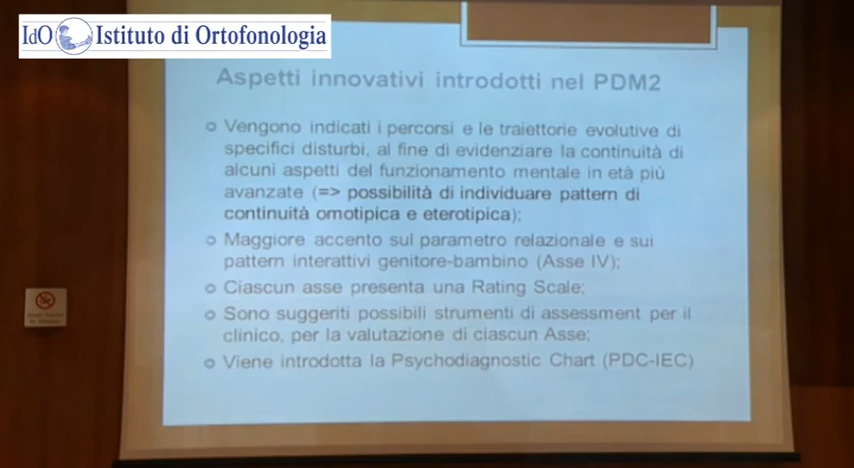 IdO Istituto di Ortofonologia
Aspetti innovativi introdotti nel PDM2
Vengono indicati i percorsi e le traiettorie evolutive di
specifici disturbi, al fine di evidenziare la continuità di
alcuni aspetti del funzionamento mentale in età più
avanzate (=> possibilità di individuare pattern di
continuità omotipica e eterotipica);
Maggiore accento sul parametro relazionale e sui
pattern interattivi genitore-bambino (Asse IV);
Ciascun asse presenta una Rating Scale;
Sono suggeriti possibili strumenti di assessment per il
clinico, per la valutazione di ciascun Asse;
Viene introdotta la Psychodiagnostic Chart (PDC-IEC)